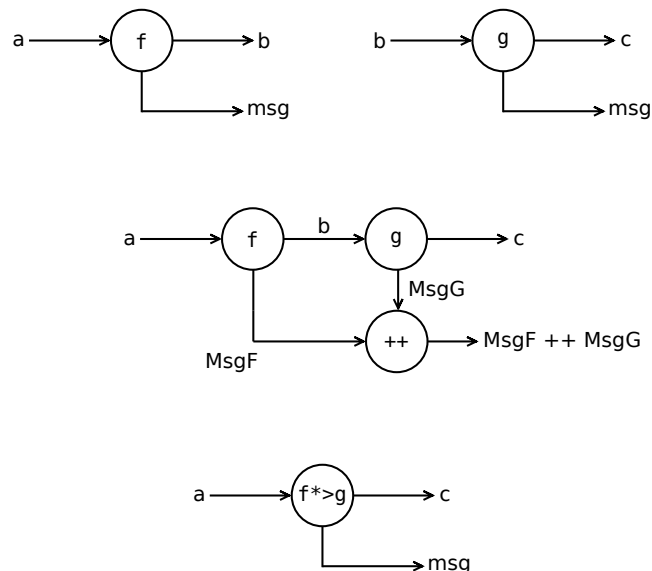 a f b b g c
msg msg
a f b g c
MsgG
++ MsgF ++ MsgG
MsgF
a f*>g c
msg